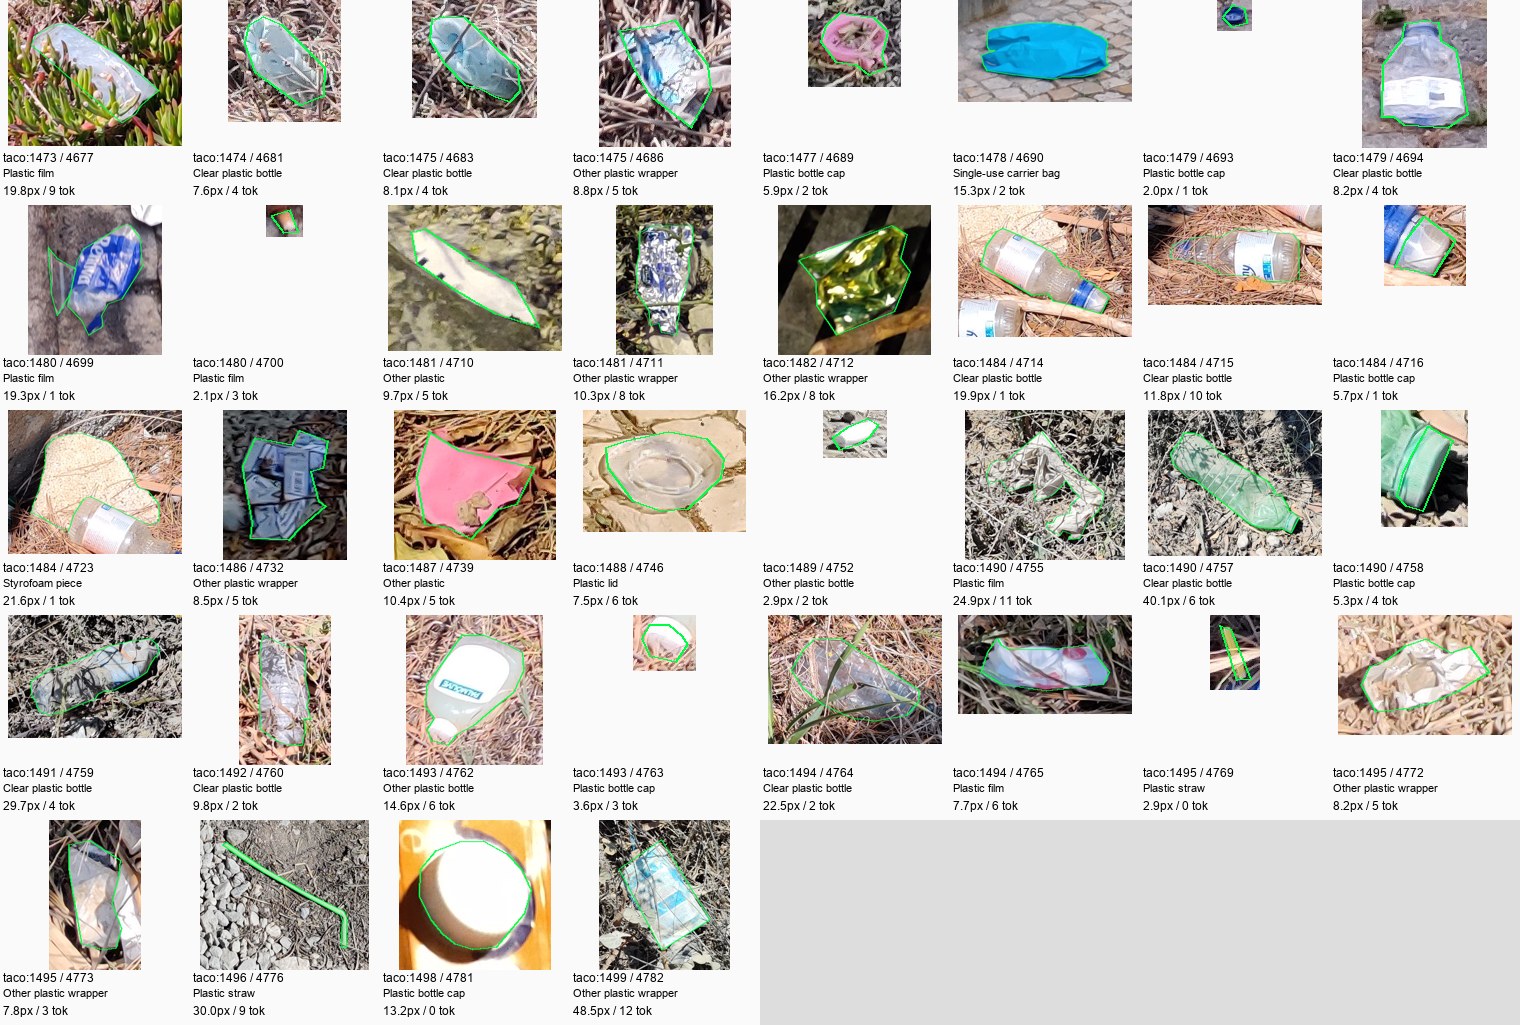 taco:1473 / 4677
Plastic film
19.8px / 9 tok
taco:1474 / 4681
Clear plastic bottle
7.6px / 4 tok
taco:1475 / 4683
Clear plastic bottle
8.1px / 4 tok
taco:1475 / 4686
Other plastic wrapper
8.8px / 5 tok
taco:1477 / 4689
Plastic bottle cap
5.9px / 2 tok
taco:1478 / 4690
Single-use carrier bag
15.3px / 2 tok
taco:1479 / 4693
Plastic bottle cap
2.0px / 1 tok
taco:1479 / 4694
Clear plastic bottle
8.2px / 4 tok
taco:1480 / 4699
Plastic film
19.3px / 1 tok
taco:1480 / 4700
Plastic film
2.1px / 3 tok
taco:1481 / 4710
Other plastic
9.7px / 5 tok
taco:1481 / 4711
Other plastic wrapper
10.3px / 8 tok
taco:1482 / 4712
Other plastic wrapper
16.2px / 8 tok
taco:1484 / 4714
Clear plastic bottle
19.9px / 1 tok
taco:1484 / 4715
Clear plastic bottle
11.8px / 10 tok
taco:1484 / 4716
Plastic bottle cap
5.7px / 1 tok
taco:1484 / 4723
Styrofoam piece
21.6px / 1 tok
taco:1486 / 4732
Other plastic wrapper
8.5px / 5 tok
taco:1487 / 4739
Other plastic
10.4px / 5 tok
taco:1488 / 4746
Plastic lid
7.5px / 6 tok
taco:1489 / 4752
Other plastic bottle
2.9px / 2 tok
taco:1490 / 4755
Plastic film
24.9px / 11 tok
taco:1490 / 4757
Clear plastic bottle
40.1px / 6 tok
taco:1490 / 4758
Plastic bottle cap
5.3px / 4 tok
taco:1491 / 4759
Clear plastic bottle
29.7px / 4 tok
taco:1492 / 4760
Clear plastic bottle
9.8px / 2 tok
taco:1493 / 4762
Other plastic bottle
14.6px / 6 tok
taco:1493 / 4763
Plastic bottle cap
3.6px / 3 tok
taco:1494 / 4764
Clear plastic bottle
22.5px / 2 tok
taco:1494 / 4765
Plastic film
7.7px / 6 tok
taco:1495 / 4769
Plastic straw
2.9px / 0 tok
taco:1495 / 4772
Other plastic wrapper
8.2px / 5 tok
taco:1495 / 4773
Other plastic wrapper
7.8px / 3 tok
taco:1496 / 4776
Plastic straw
30.0px / 9 tok
taco:1498 / 4781
Plastic bottle cap
13.2px / 0 tok
taco:1499 / 4782
Other plastic wrapper
48.5px / 12 tok